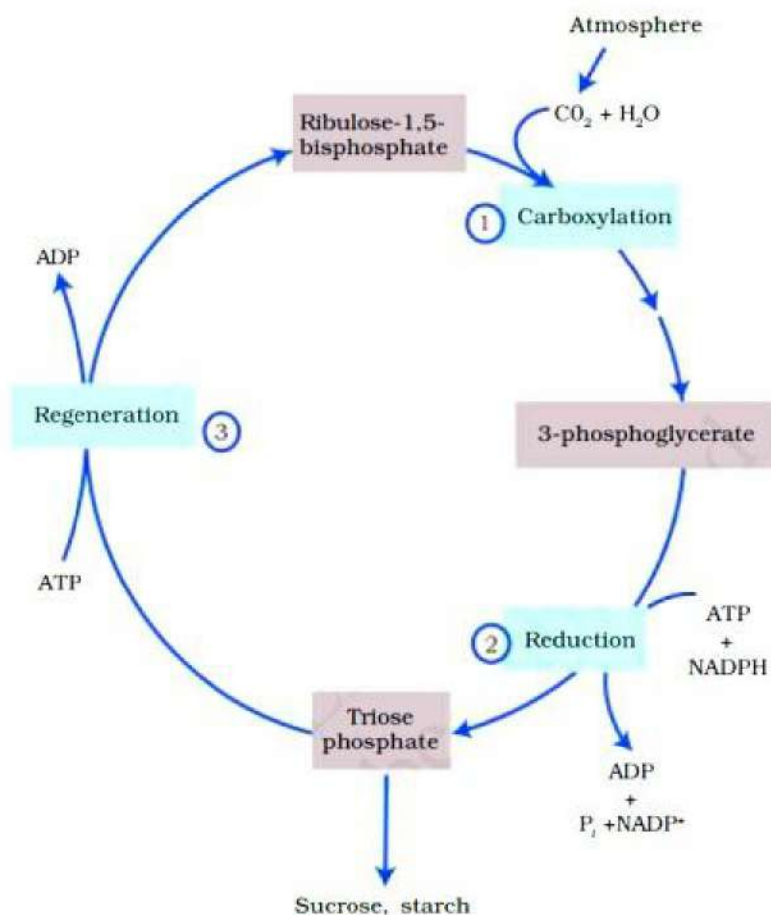 Atmosphere
C0₂ + H₂O
Ribulose-1,5-
bisphosphate
1 Carboxylation
ADP
Regeneration 3
3-phosphoglycerate
ATP
ATP
+
NADPH
2 Reduction
Triose
phosphate
ADP
+
Pᵢ +NADP⁺
Sucrose, starch